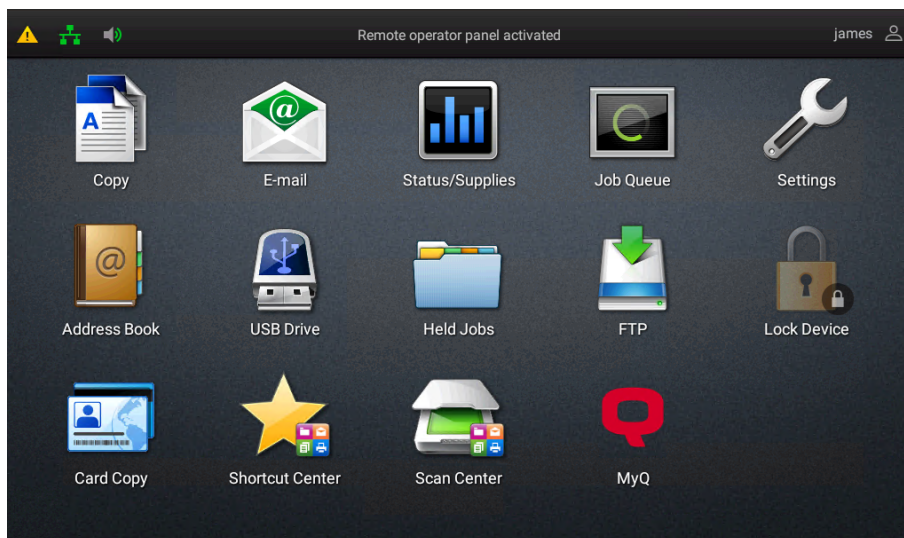 Remote operator panel activated
james
Copy
E-mail
Status/Supplies
Job Queue
Settings
Address Book
USB Drive
Held Jobs
FTP
Lock Device
Card Copy
Shortcut Center
Scan Center
MyQ